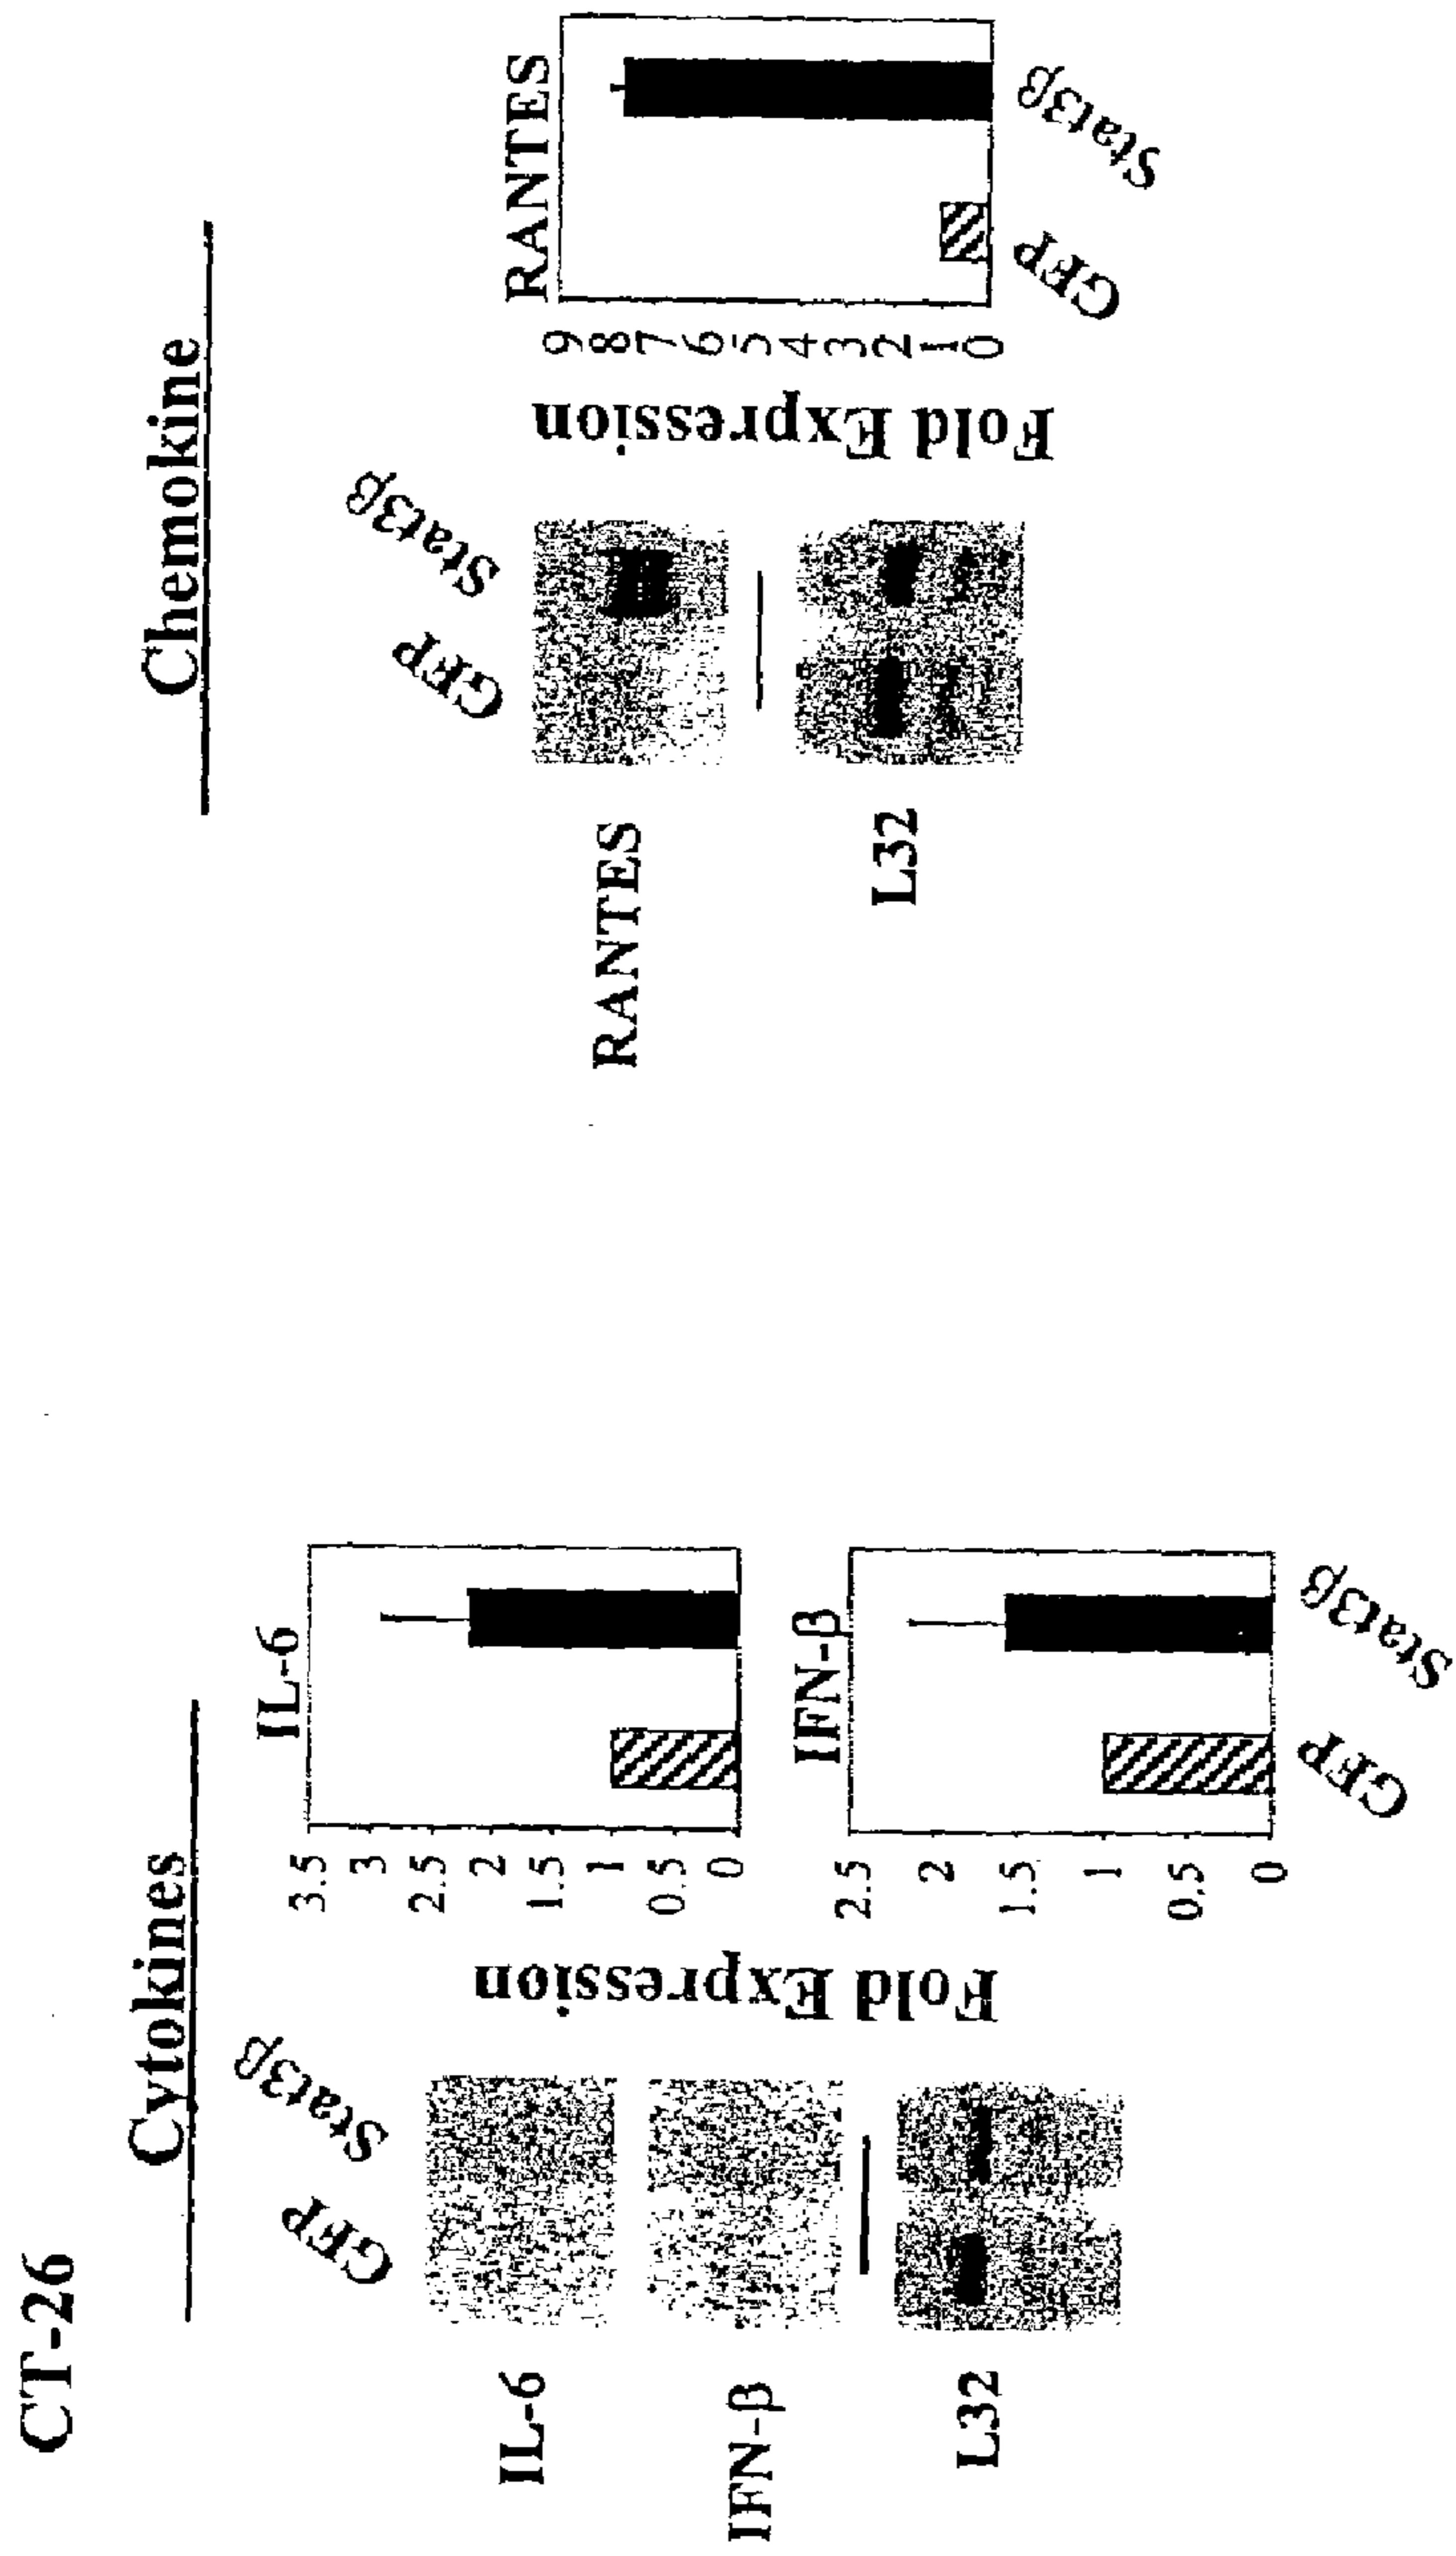 CT-26
Cytokines
GFP
Stat3β
IL-6
IFN-β
L32
Fold Expression
IL-6
3.5
3
2.5
2
1.5
1
0.5
0
IFN-β
2.5
2
1.5
1
0.5
0
GFP
Stat3β
Chemokine
GFP
Stat3β
RANTES
L32
Fold Expression
RANTES
9
8
7
6
5
4
3
2
1
0
GFP
Stat3β